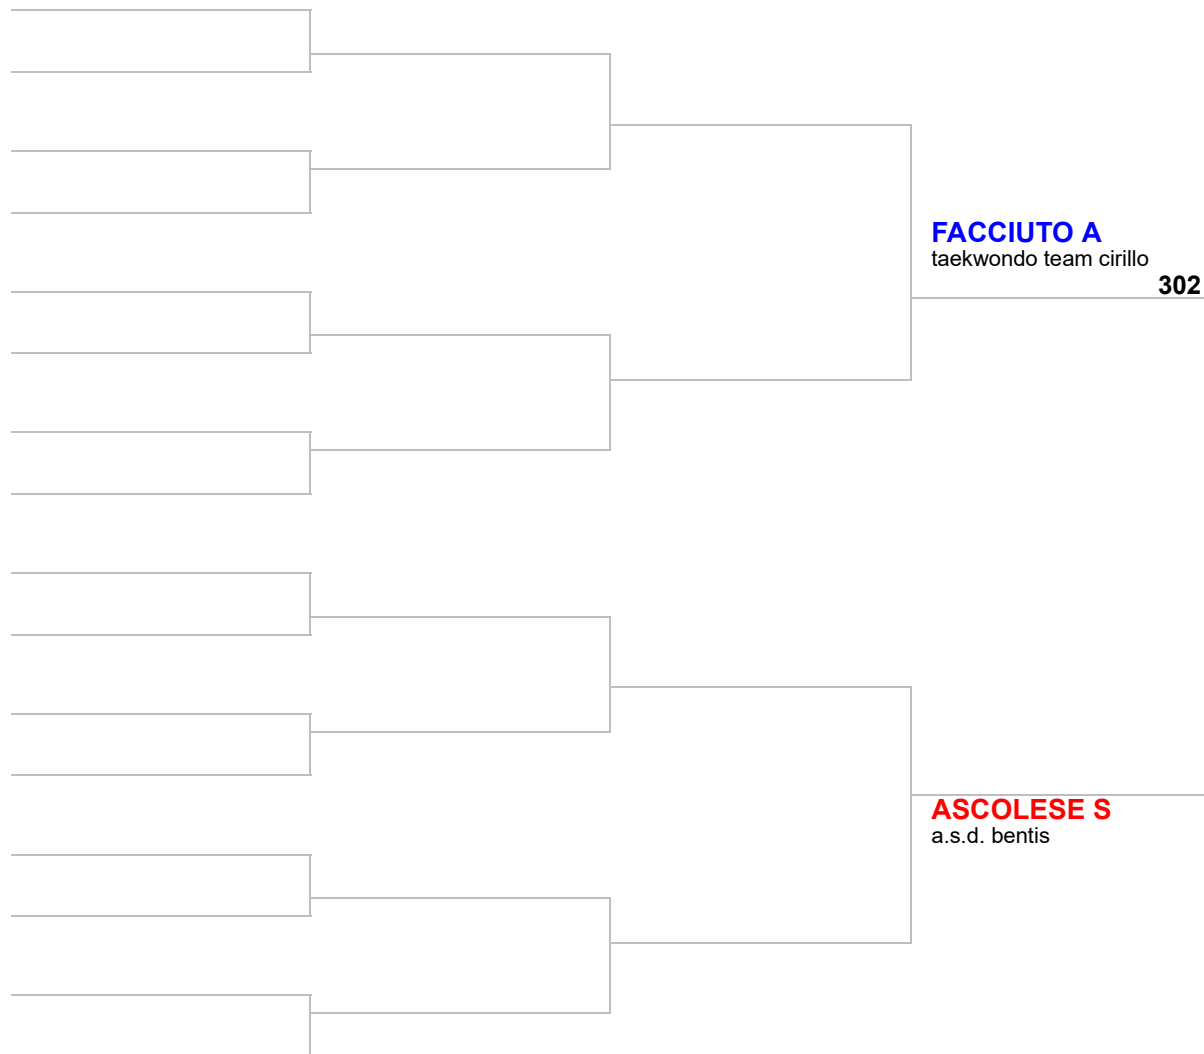 FACCIUTO A
taekwondo team cirillo
302
ASCOLESE S
a.s.d. bentis